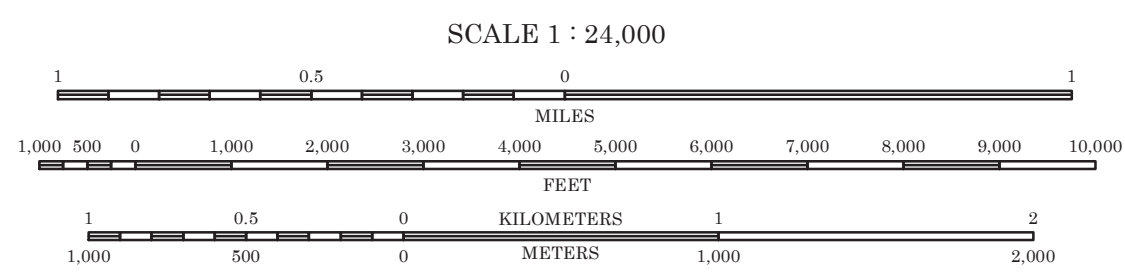 SCALE 1 : 24,000
1 0.5 0 1
MILES
1,000 500 0 1,000 2,000 3,000 4,000 5,000 6,000 7,000 8,000 9,000 10,000
FEET
1 0.5 0 KILOMETERS 1 2
1,000 500 0 METERS 1,000 2,000